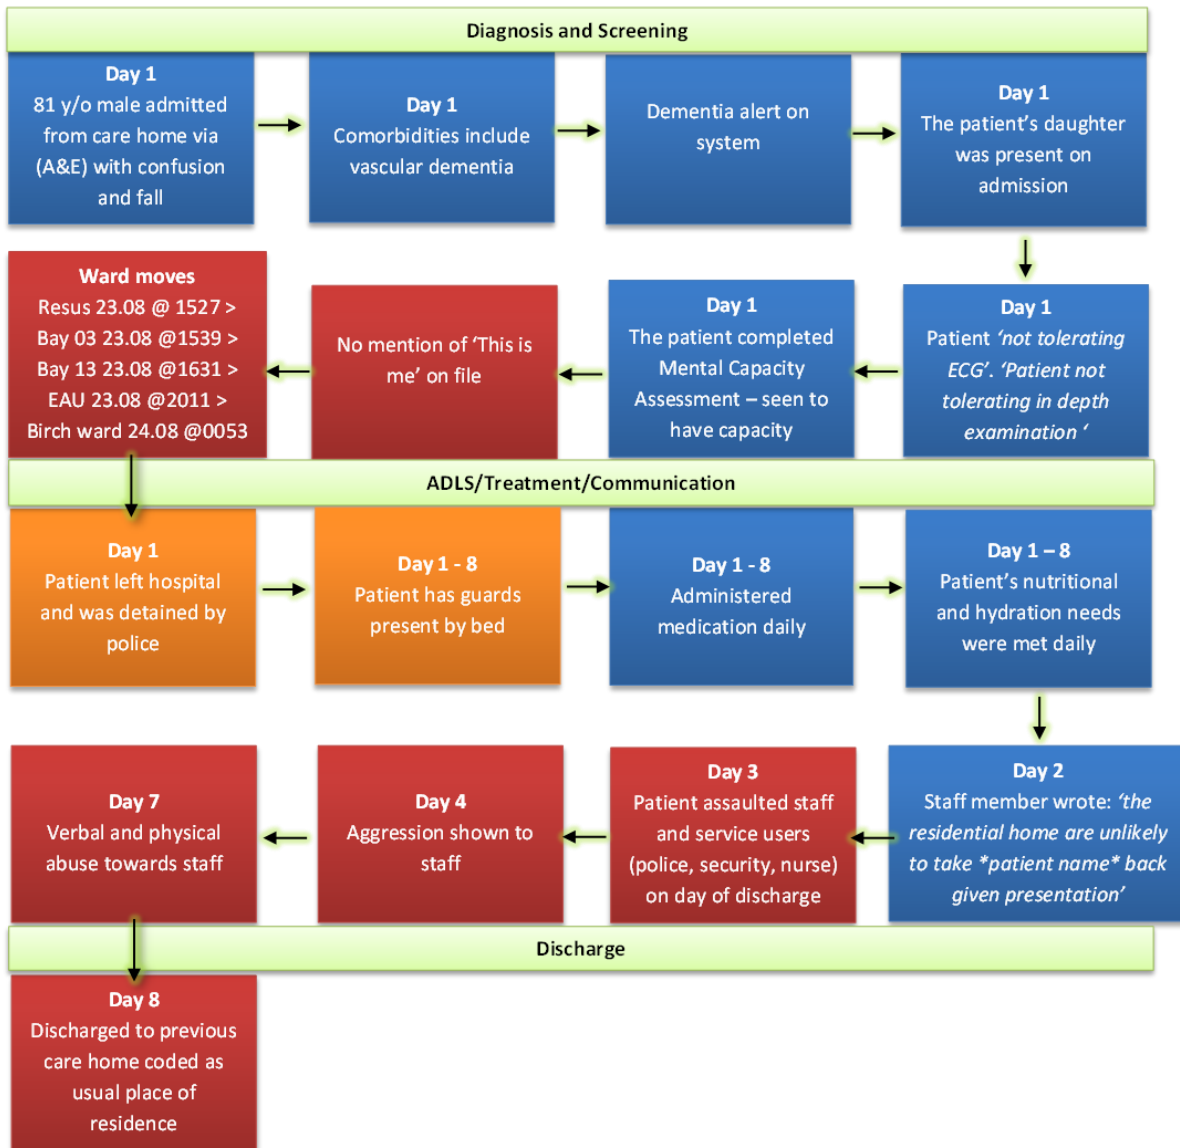 Diagnosis and Screening
Day 1
81 y/o male admitted
from care home via
(A&E) with confusion
and fall
Day 1
Comorbidities include
vascular dementia
Dementia alert on
system
Day 1
The patient's daughter
was present on
admission
Day 1
Patient 'not tolerating
ECG'. 'Patient not
tolerating in depth
examination '
Day 1
The patient completed
Mental Capacity
Assessment – seen to
have capacity
No mention of 'This is
me' on file
Ward moves
Resus 23.08 @ 1527 >
Bay 03 23.08 @1539 >
Bay 13 23.08 @1631 >
EAU 23.08 @2011 >
Birch ward 24.08 @0053
ADLS/Treatment/Communication
Day 1
Patient left hospital
and was detained by
police
Day 1 - 8
Patient has guards
present by bed
Day 1 - 8
Administered
medication daily
Day 1 – 8
Patient's nutritional
and hydration needs
were met daily
Day 2
Staff member wrote: 'the
residential home are unlikely
to take *patient name* back
given presentation'
Day 3
Patient assaulted staff
and service users
(police, security, nurse)
on day of discharge
Day 4
Aggression shown to
staff
Day 7
Verbal and physical
abuse towards staff
Discharge
Day 8
Discharged to previous
care home coded as
usual place of
residence